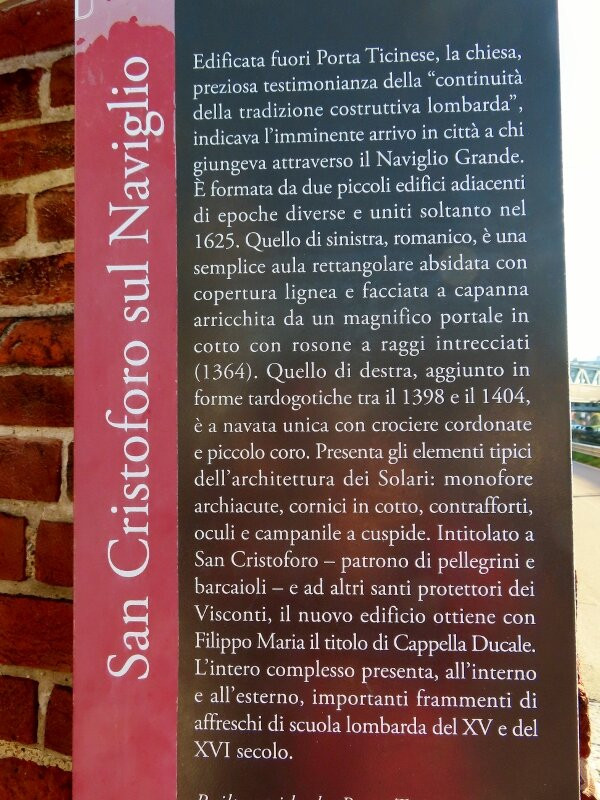 San Cristoforo sul Naviglio
Edificata fuori Porta Ticinese, la chiesa,
preziosa testimonianza della “continuità
della tradizione costruttiva lombarda”,
indicava l’imminente arrivo in città a chi
giungeva attraverso il Naviglio Grande.
È formata da due piccoli edifici adiacenti
di epoche diverse e uniti soltanto nel
1625. Quello di sinistra, romanico, è una
semplice aula rettangolare absidata con
copertura lignea e facciata a capanna
arricchita da un magnifico portale in
cotto con rosone a raggi intrecciati
(1364). Quello di destra, aggiunto in
forme tardogotiche tra il 1398 e il 1404,
è a navata unica con crociere cordonate
e piccolo coro. Presenta gli elementi tipici
dell’architettura dei Solari: monofore
archiacute, cornici in cotto, contrafforti,
oculi e campanile a cuspide. Intitolato a
San Cristoforo – patrono di pellegrini e
barcaioli – e ad altri santi protettori dei
Visconti, il nuovo edificio ottiene con
Filippo Maria il titolo di Cappella Ducale.
L’intero complesso presenta, all’interno
e all’esterno, importanti frammenti di
affreschi di scuola lombarda del XV e del
XVI secolo.